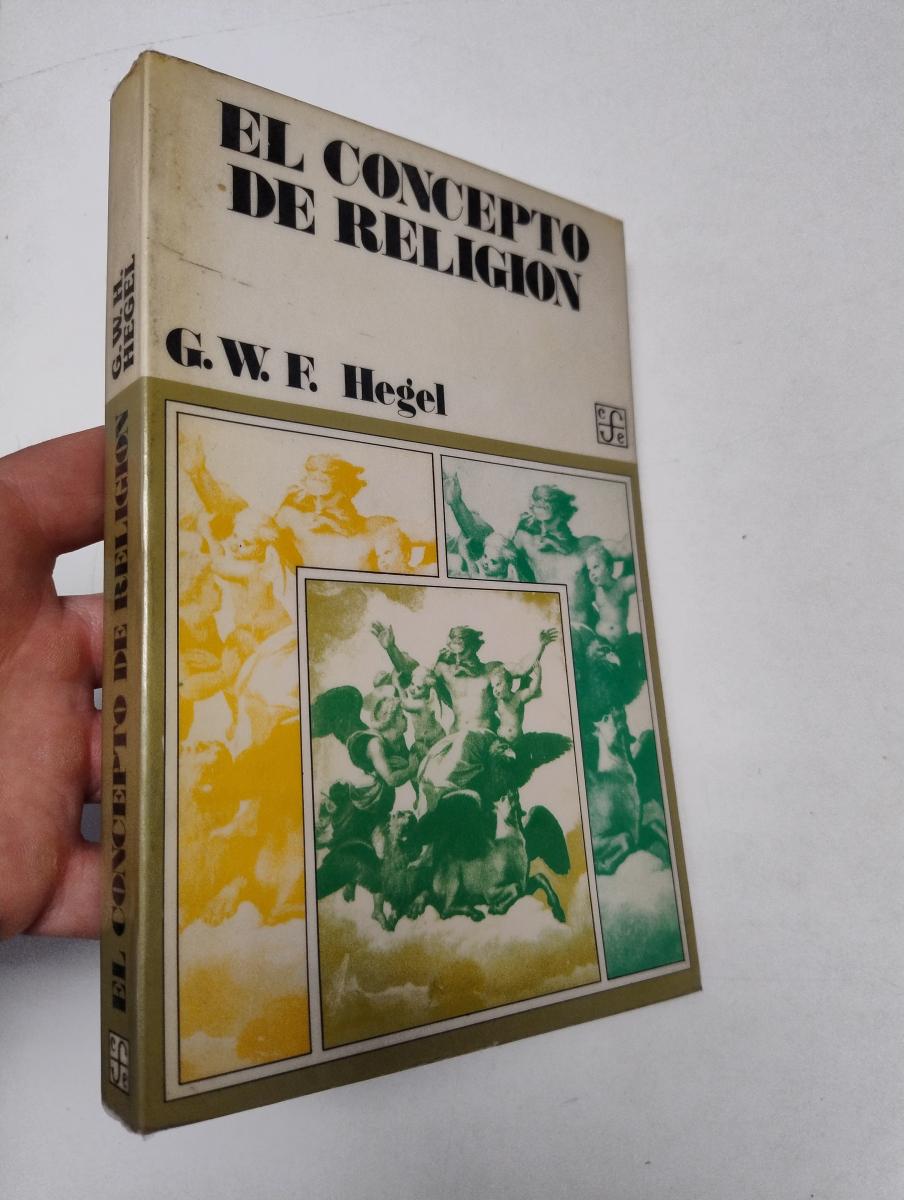 EL CONCEPTO
DE RELIGION
G. W. F. Hegel
cfe
G. W. H.
HEGEL
EL CONCEPTO DE RELIGION
cfe